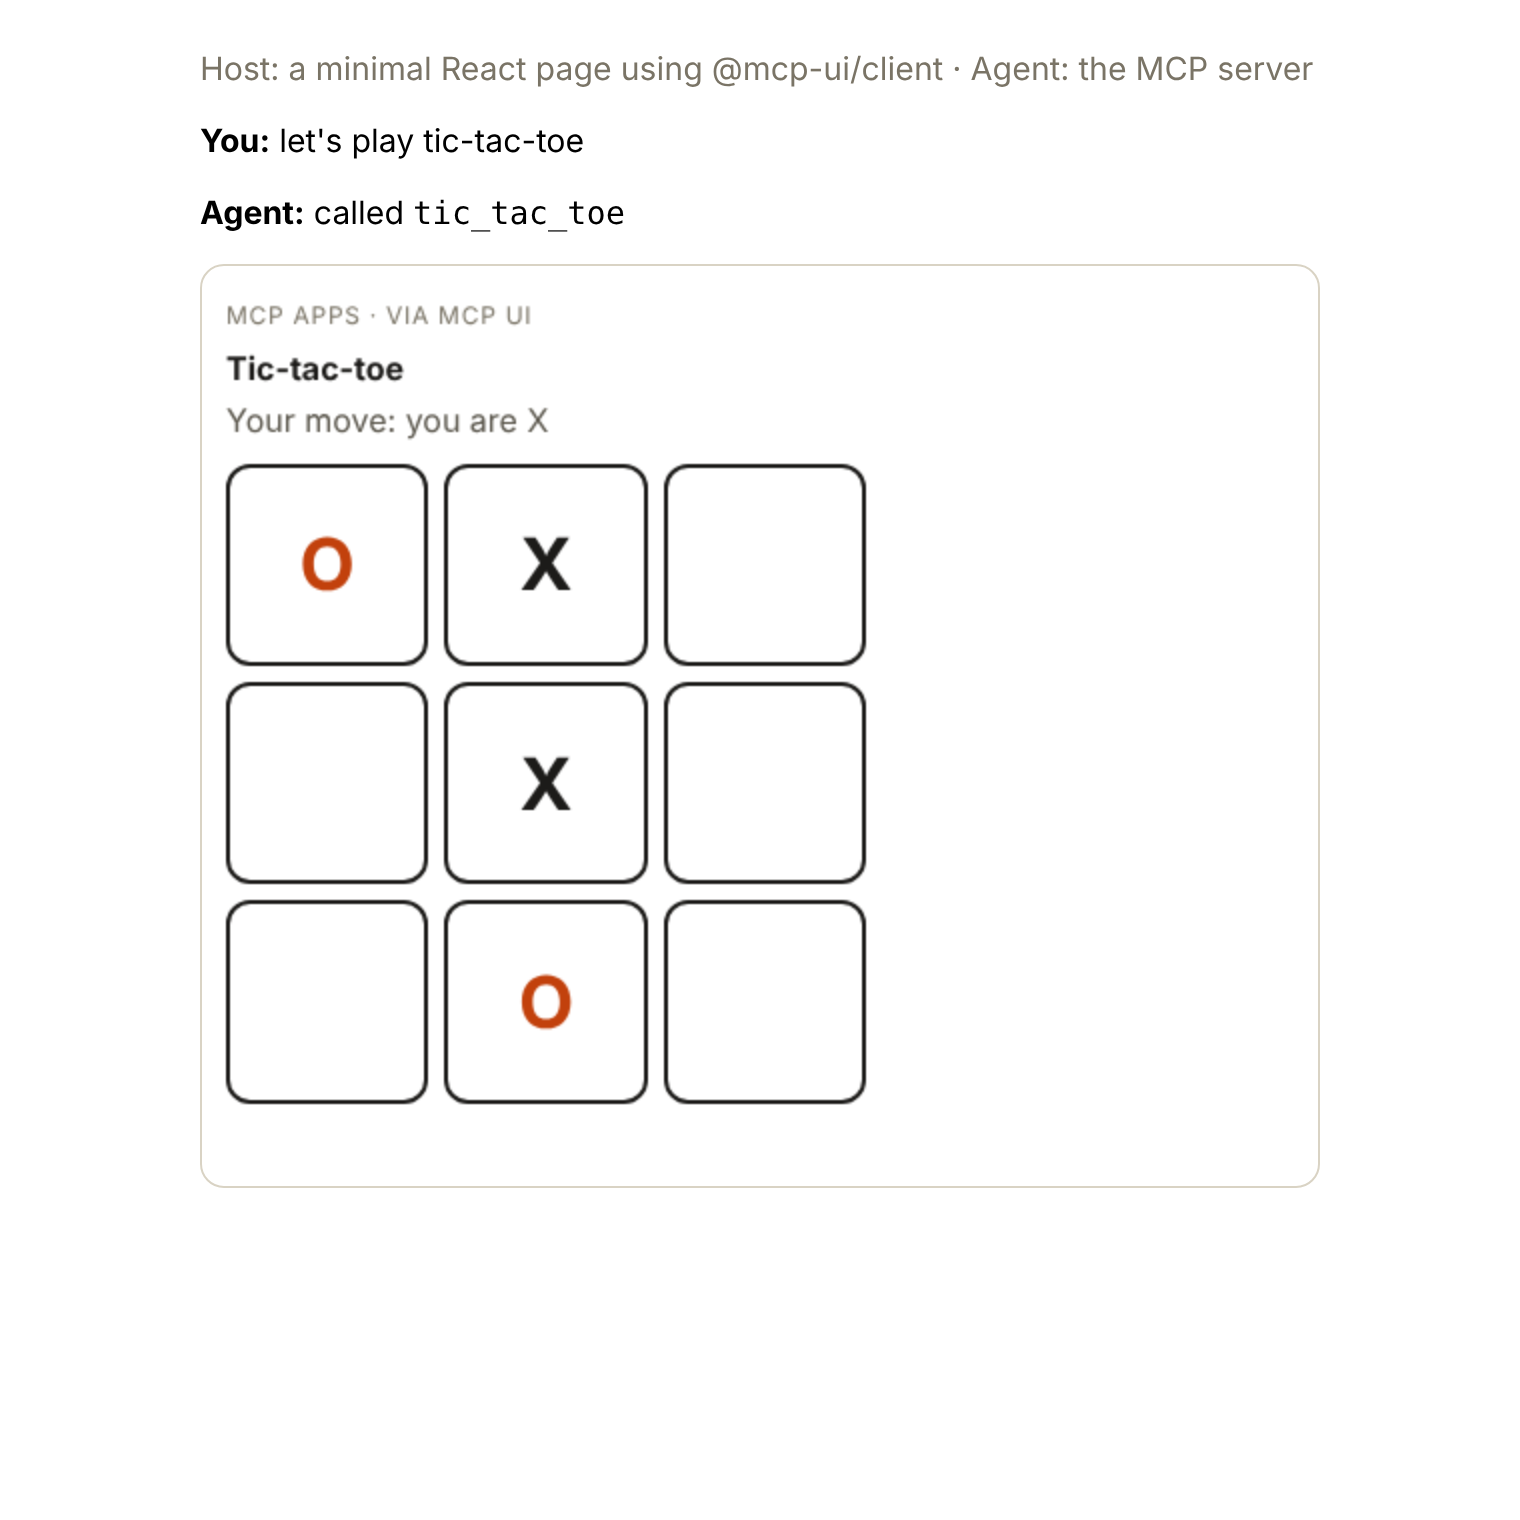 Host: a minimal React page using @mcp-ui/client · Agent: the MCP server
You: let's play tic-tac-toe
Agent: called tic_tac_toe
MCP APPS · VIA MCP UI
Tic-tac-toe
Your move: you are X
O X
X
O